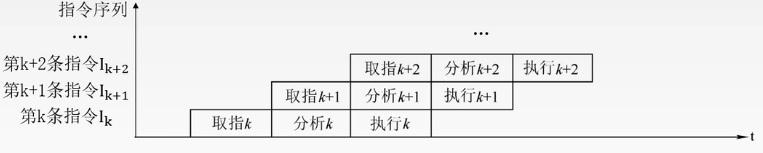 指令序列
... ...
第k+2条指令Ik+2 取指k+2 分析k+2 执行k+2
第k+1条指令Ik+1 取指k+1 分析k+1 执行k+1
第k条指令Ik 取指k 分析k 执行k
t